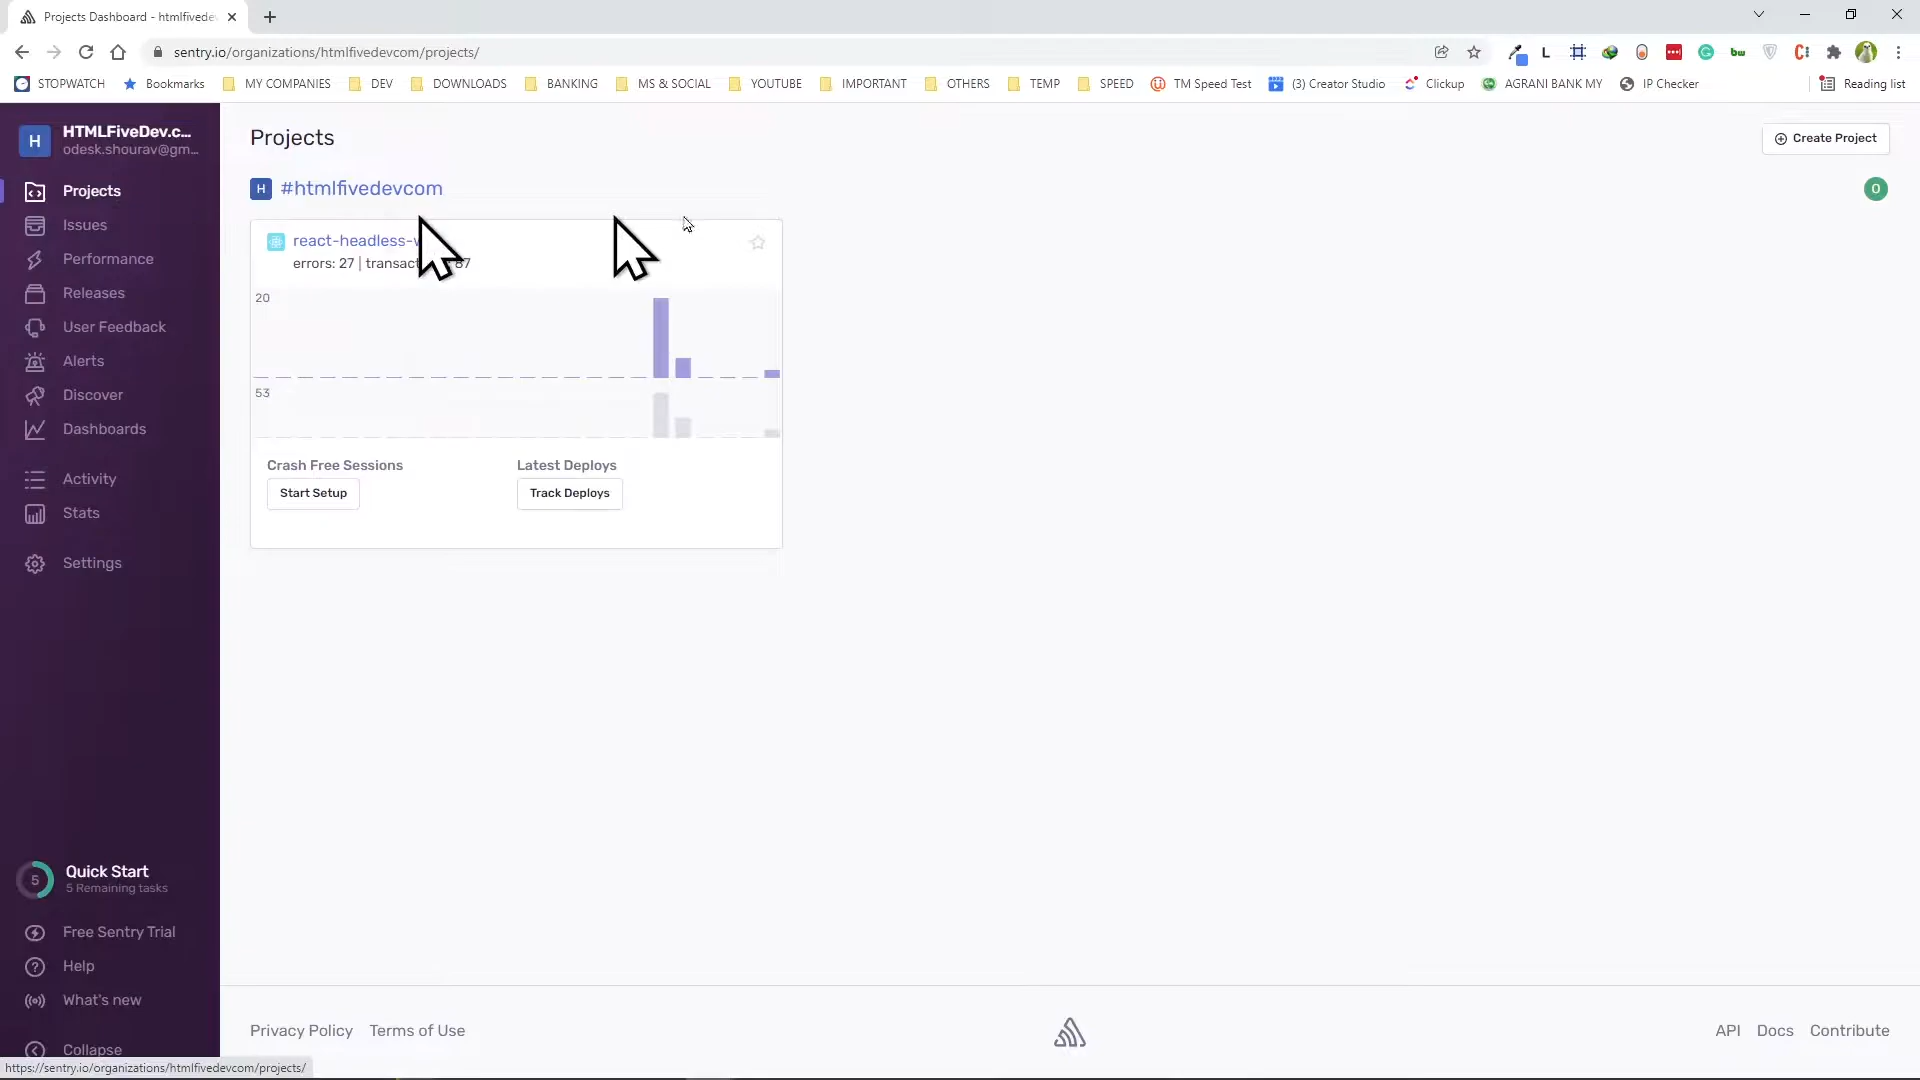 Projects Dashboard - htmlfivede
sentry.io/organizations/htmlfivedevcom/projects/
L
bw
STOPWATCH
Bookmarks
MY COMPANIES
DEV
DOWNLOADS
BANKING
MS & SOCIAL
YOUTUBE
IMPORTANT
OTHERS
TEMP
SPEED
TM Speed Test
(3) Creator Studio
Clickup
AGRANI BANK MY
IP Checker
Reading list
H
HTMLFiveDev.c...
odesk.shourav@gm...
Projects
Issues
Performance
Releases
User Feedback
Alerts
Discover
Dashboards
Activity
Stats
Settings
5
Quick Start
5 Remaining tasks
Free Sentry Trial
Help
What's new
Collapse
https://sentry.io/organizations/htmlfivedevcom/projects/
Projects
Create Project
H
#htmlfivedevcom
O
react-headless-
errors: 27 | 87
20
53
Crash Free Sessions
Start Setup
Latest Deploys
Track Deploys
Privacy Policy
Terms of Use
API
Docs
Contribute